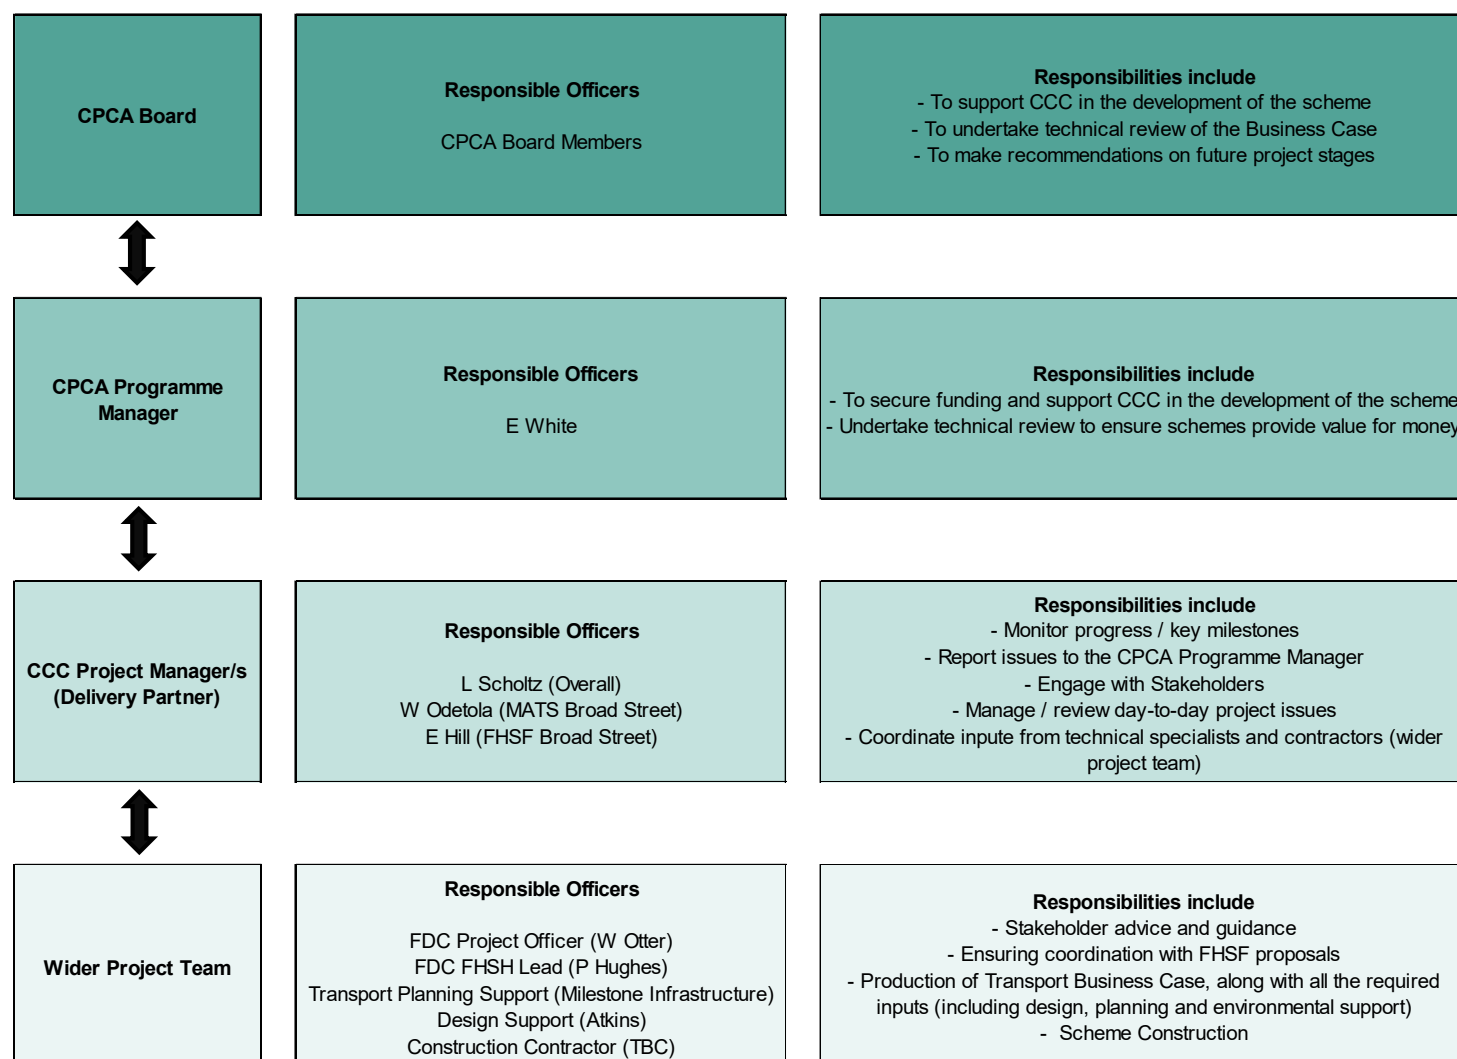 CPCA Board
Responsible Officers
CPCA Board Members
Responsibilities include
- To support CCC in the development of the scheme
- To undertake technical review of the Business Case
- To make recommendations on future project stages
CPCA Programme
Manager
Responsible Officers
E White
Responsibilities include
- To secure funding and support CCC in the development of the scheme
- Undertake technical review to ensure schemes provide value for money
CCC Project Manager/s
(Delivery Partner)
Responsible Officers
L Scholtz (Overall)
W Odetola (MATS Broad Street)
E Hill (FHSF Broad Street)
Responsibilities include
- Monitor progress / key milestones
- Report issues to the CPCA Programme Manager
- Engage with Stakeholders
- Manage / review day-to-day project issues
- Coordinate inpute from technical specialists and contractors (wider
project team)
Wider Project Team
Responsible Officers
FDC Project Officer (W Otter)
FDC FHSH Lead (P Hughes)
Transport Planning Support (Milestone Infrastructure)
Design Support (Atkins)
Construction Contractor (TBC)
Responsibilities include
- Stakeholder advice and guidance
- Ensuring coordination with FHSF proposals
- Production of Transport Business Case, along with all the required
inputs (including design, planning and environmental support)
- Scheme Construction